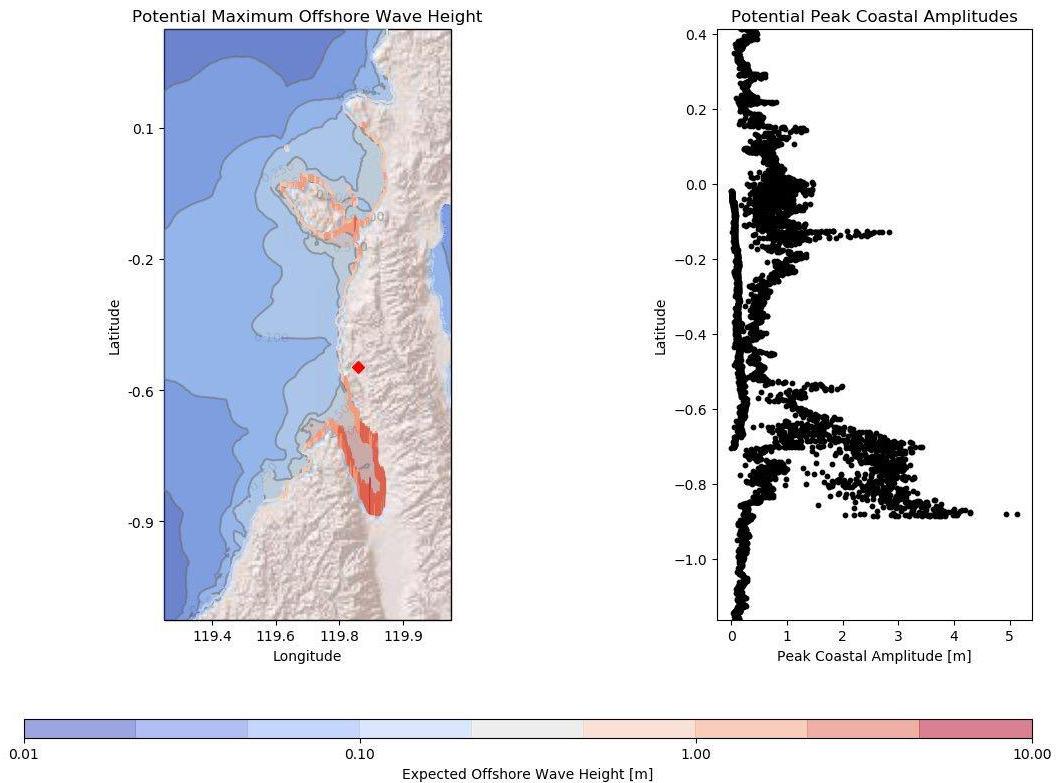 Potential Maximum Offshore Wave Height
Potential Peak Coastal Amplitudes
Latitude
0.1
-0.2
-0.6
-0.9
0.100
119.4 119.6 119.8 119.9
Longitude
Latitude
0.4
0.2
0.0
−0.2
−0.4
−0.6
−0.8
−1.0
0 1 2 3 4 5
Peak Coastal Amplitude [m]
0.01 0.10 1.00 10.00
Expected Offshore Wave Height [m]